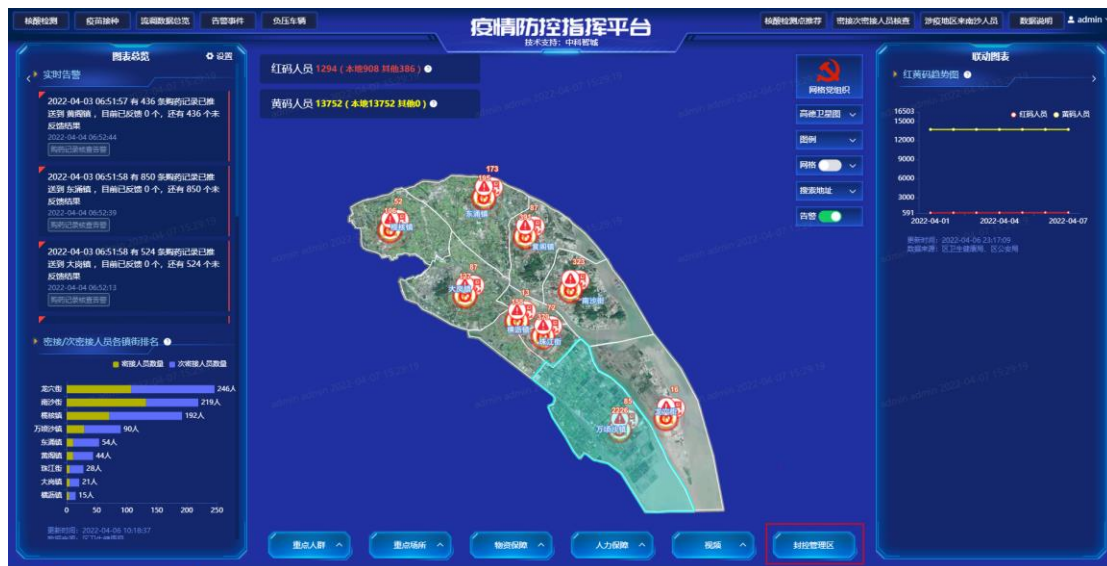 核酸检测 疫苗接种 流调数据总览 告警事件 负压车辆
疫情防控指挥平台
技术支持：中科智城
核酸检测点推荐 密接次密接人员核查 涉疫地区来南沙人员 数据说明 admin
图表总览 设置
实时告警
2022-04-03 06:51:57 有 436 条购药记录已推
送到 黄阁镇，目前已反馈 0 个，还有 436 个未
反馈结果
2022-04-04 06:52:44
购药记录核查告警
2022-04-03 06:51:58 有 850 条购药记录已推
送到 东涌镇，目前已反馈 0 个，还有 850 个未
反馈结果
2022-04-04 06:52:39
购药记录核查告警
2022-04-03 06:51:58 有 524 条购药记录已推
送到 大岗镇，目前已反馈 0 个，还有 524 个未
反馈结果
2022-04-04 06:52:13
购药记录核查告警
密接/次密接人员各镇街排名
密接人员数量 次密接人员数量
龙穴街 246人
南沙街 219人
榄核镇 192人
万顷沙镇 90人
东涌镇 54人
黄阁镇 44人
珠江街 28人
大岗镇 21人
横沥镇 15人
0 50 100 150 200 250
更新时间：2022-04-06 10:18:37
红码人员 1294 ( 本地908 其他386 )
黄码人员 13752 ( 本地13752 其他0 )
173
东涌镇
52
榄核镇
87
黄阁镇
87
大岗镇
323
南沙街
13
横沥镇
72
珠江街
85
2226
万顷沙镇
16
龙穴街
网格党组织
高德卫星图
图例
网格
搜索地址
告警
重点人群 重点场所 物资保障 人力保障 视频 封控管理区
联动图表
红黄码趋势图
红码人员 黄码人员
16503
15000
12000
9000
6000
3000
591
2022-04-01 2022-04-04 2022-04-07
更新时间：2022-04-06 23:17:09
数据来源：区卫生健康局、区公安局